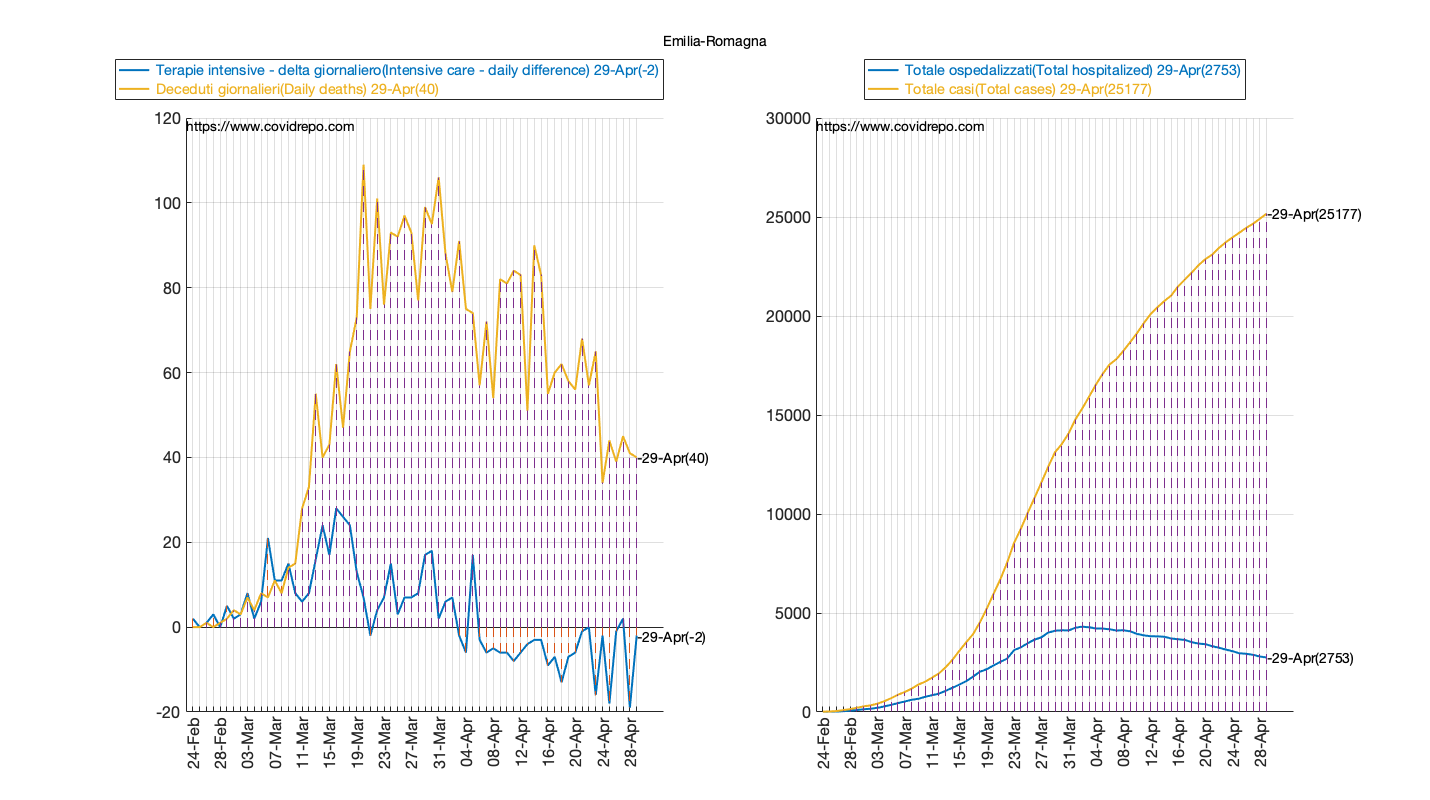 Emilia-Romagna
Terapie intensive - delta giornaliero(Intensive care - daily difference) 29-Apr(-2)
Deceduti giornalieri(Daily deaths) 29-Apr(40)
https://www.covidrepo.com
120
100
80
60
40
20
0
-20
-29-Apr(40)
-29-Apr(-2)
24-Feb
28-Feb
03-Mar
07-Mar
11-Mar
15-Mar
19-Mar
23-Mar
27-Mar
31-Mar
04-Apr
08-Apr
12-Apr
16-Apr
20-Apr
24-Apr
28-Apr
Totale ospedalizzati(Total hospitalized) 29-Apr(2753)
Totale casi(Total cases) 29-Apr(25177)
https://www.covidrepo.com
30000
25000
20000
15000
10000
5000
0
-29-Apr(25177)
-29-Apr(2753)
24-Feb
28-Feb
03-Mar
07-Mar
11-Mar
15-Mar
19-Mar
23-Mar
27-Mar
31-Mar
04-Apr
08-Apr
12-Apr
16-Apr
20-Apr
24-Apr
28-Apr